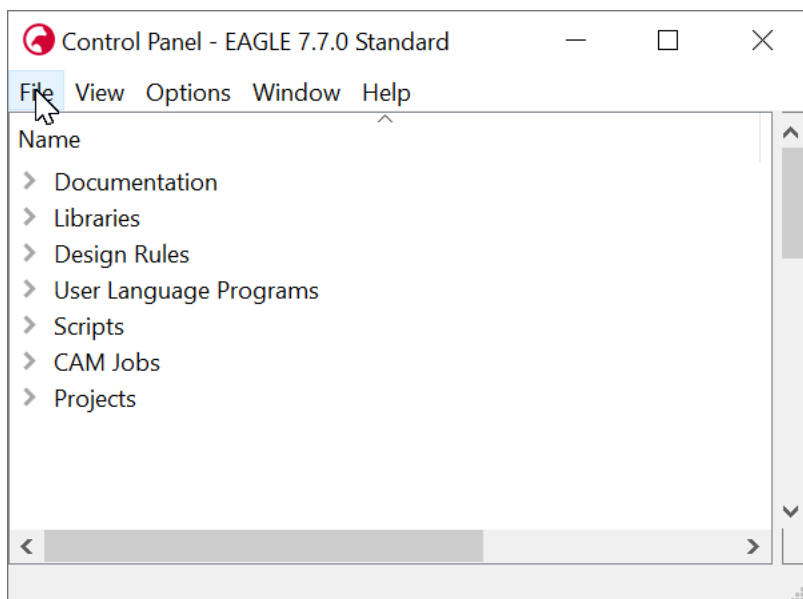 Control Panel - EAGLE 7.7.0 Standard
File View Options Window Help
Name
Documentation
Libraries
Design Rules
User Language Programs
Scripts
CAM Jobs
Projects